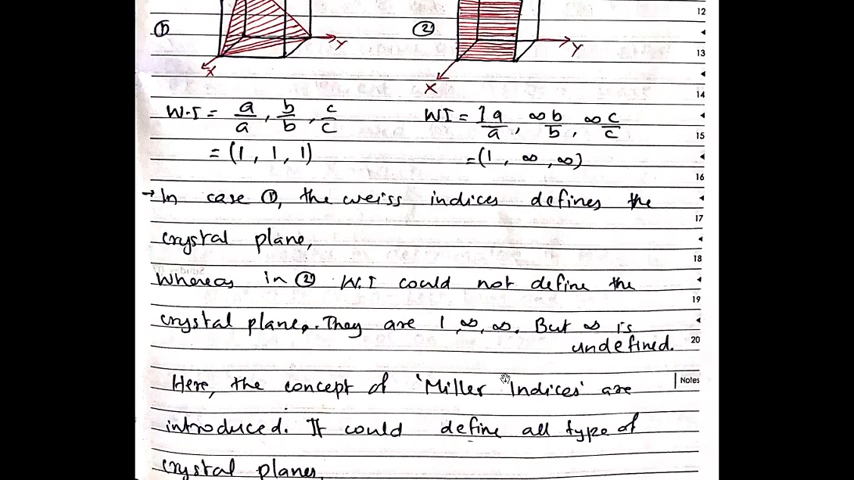 12
① Y X ② Y X
13
14
W.I = a/a, b/b, c/c WI = 1a/a, ∞b/b, ∞c/c
15
= (1, 1, 1) = (1, ∞, ∞)
16
→ In case ①, the weiss indices defines the
17
crystal plane,
18
Whereas in ② W.I could not define the
19
crystal plane. They are 1, ∞, ∞. But ∞ is
undefined. 20
Here, the concept of 'Miller Indices' are Notes
introduced. It could define all type of
crystal planes.